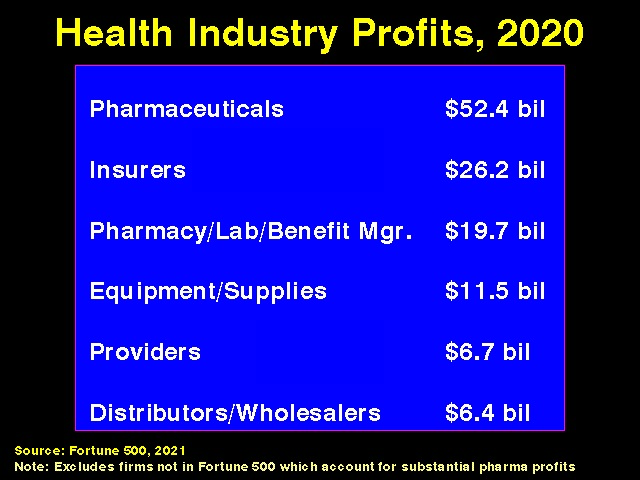 Health Industry Profits, 2020
Pharmaceuticals $52.4 bil
Insurers $26.2 bil
Pharmacy/Lab/Benefit Mgr. $19.7 bil
Equipment/Supplies $11.5 bil
Providers $6.7 bil
Distributors/Wholesalers $6.4 bil
Source: Fortune 500, 2021
Note: Excludes firms not in Fortune 500 which account for substantial pharma profits